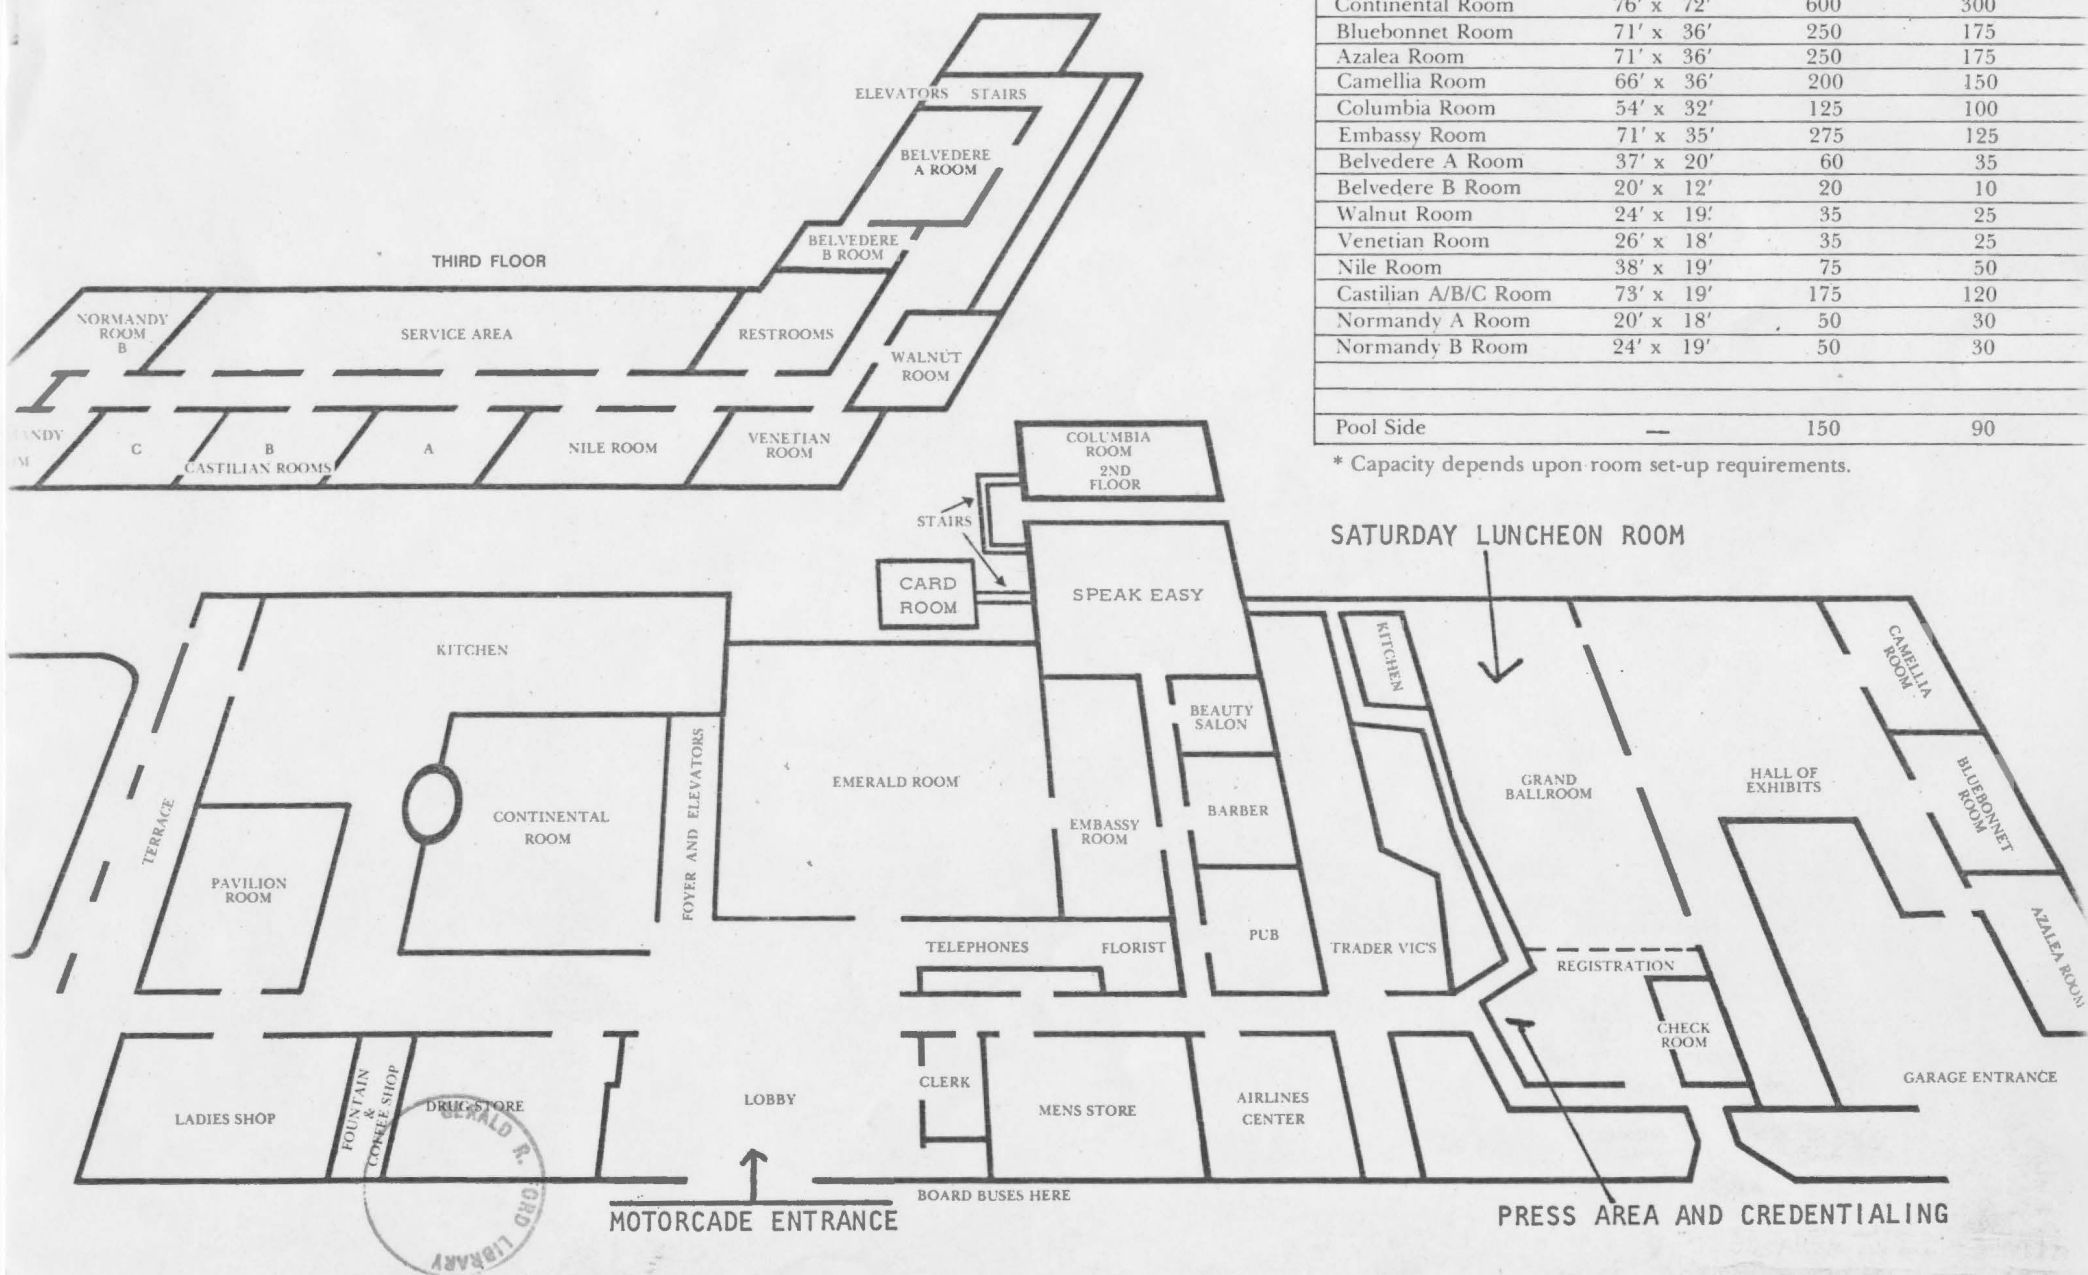 Continental Room 76' x 72' 600 300
Bluebonnet Room 71' x 36' 250 175
Azalea Room 71' x 36' 250 175
Camellia Room 66' x 36' 200 150
Columbia Room 54' x 32' 125 100
Embassy Room 71' x 35' 275 125
Belvedere A Room 37' x 20' 60 35
Belvedere B Room 20' x 12' 20 10
Walnut Room 24' x 19' 35 25
Venetian Room 26' x 18' 35 25
Nile Room 38' x 19' 75 50
Castilian A/B/C Room 73' x 19' 175 120
Normandy A Room 20' x 18' 50 30
Normandy B Room 24' x 19' 50 30
Pool Side — 150 90
* Capacity depends upon room set-up requirements.
ELEVATORS STAIRS
BELVEDERE
A ROOM
BELVEDERE
B ROOM
THIRD FLOOR
NORMANDY
ROOM
B
SERVICE AREA
RESTROOMS
WALNUT
ROOM
C
B
A
CASTILIAN ROOMS
NILE ROOM
VENETIAN
ROOM
COLUMBIA
ROOM
2ND
FLOOR
STAIRS
CARD
ROOM
SPEAK EASY
SATURDAY LUNCHEON ROOM
KITCHEN
KITCHEN
CAMELLIA
ROOM
BEAUTY
SALON
TERRACE
CONTINENTAL
ROOM
FOYER AND ELEVATORS
EMERALD ROOM
EMBASSY
ROOM
BARBER
GRAND
BALLROOM
HALL OF
EXHIBITS
BLUEBONNET
ROOM
PAVILION
ROOM
TELEPHONES
FLORIST
PUB
TRADER VIC'S
REGISTRATION
AZALEA ROOM
CHECK
ROOM
GARAGE ENTRANCE
LADIES SHOP
FOUNTAIN
&
COFFEE SHOP
DRUG STORE
LOBBY
CLERK
MENS STORE
AIRLINES
CENTER
BOARD BUSES HERE
MOTORCADE ENTRANCE
PRESS AREA AND CREDENTIALING
GERALD R. FORD LIBRARY